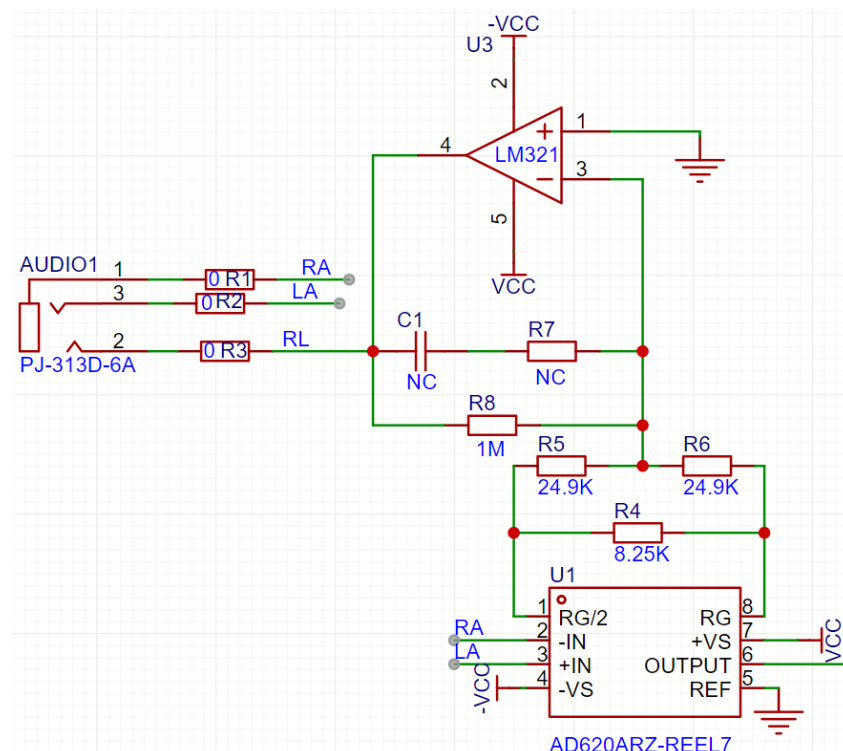 -VCC
U3
2
4
LM321
+
1
−
3
5
VCC
AUDIO1
1
0 R1
RA
3
0 R2
LA
2
0 R3
RL
PJ-313D-6A
C1
NC
R7
NC
R8
1M
R5
24.9K
R6
24.9K
R4
8.25K
U1
1 RG/2 RG 8
RA 2 -IN +VS 7 VCC
LA 3 +IN OUTPUT 6
-VCC 4 -VS REF 5
AD620ARZ-REEL7